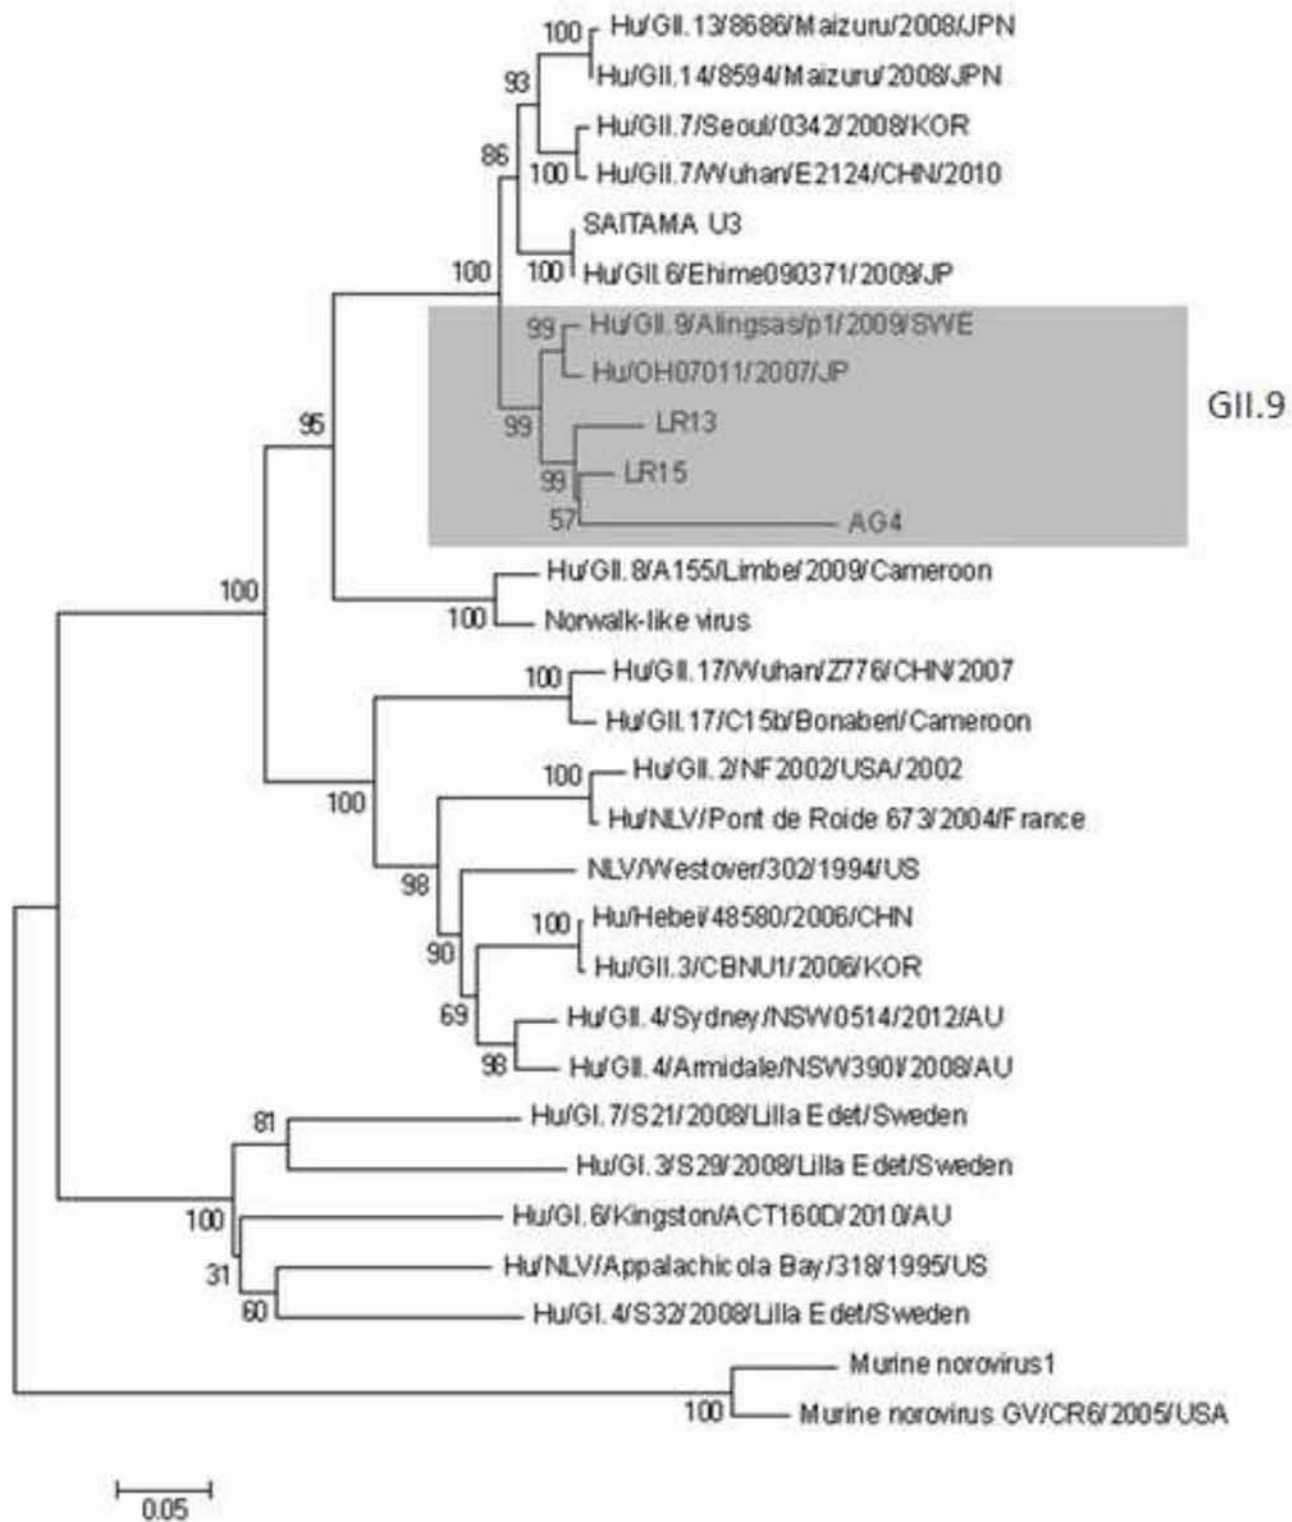 100
Hu/GII.13/8686/Maizuru/2008/JPN
Hu/GII.14/8594/Maizuru/2008/JPN
93
Hu/GII.7/Seoul/0342/2008/KOR
86
100
Hu/GII.7/Wuhan/E2124/CHN/2010
SAITAMA U3
100
100
Hu/GII.6/Ehime090371/2009/JP
99
Hu/GII.9/Alingsas/p1/2009/SWE
Hu/OH07011/2007/JP
GII.9
95
99
LR13
99
LR15
57
AG4
Hu/GII.8/A155/Limbe/2009/Cameroon
100
100
Norwalk-like virus
100
Hu/GII.17/Wuhan/Z776/CHN/2007
Hu/GII.17/C15b/Bonaberi/Cameroon
100
Hu/GII.2/NF2002/USA/2002
100
Hu/NLV/Pont de Roide 673/2004/France
98
NLV/Westover/302/1994/US
100
Hu/Hebei/48580/2006/CHN
90
Hu/GII.3/CBNU1/2006/KOR
69
Hu/GII.4/Sydney/NSW0514/2012/AU
98
Hu/GII.4/Armidale/NSW390I/2008/AU
81
Hu/GI.7/S21/2008/Lilla Edet/Sweden
Hu/GI.3/S29/2008/Lilla Edet/Sweden
100
Hu/GI.6/Kingston/ACT160D/2010/AU
31
Hu/NLV/Appalachicola Bay/318/1995/US
60
Hu/GI.4/S32/2008/Lilla Edet/Sweden
Murine norovirus1
100
Murine norovirus GV/CR6/2005/USA
0.05